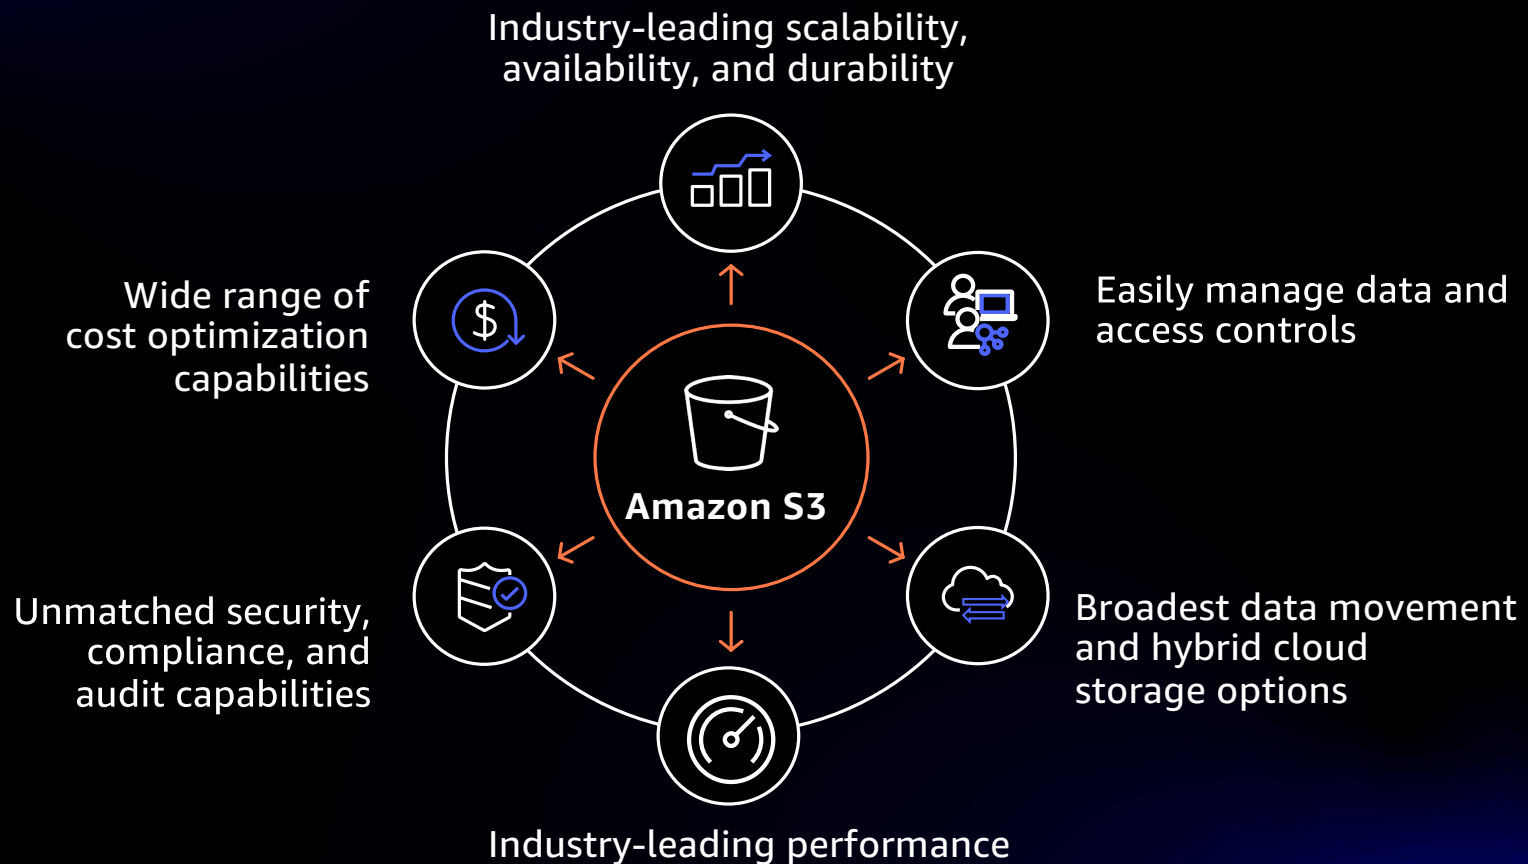 Industry-leading scalability,
availability, and durability
Wide range of
cost optimization
capabilities
$
Easily manage data and
access controls
Amazon S3
Unmatched security,
compliance, and
audit capabilities
Broadest data movement
and hybrid cloud
storage options
Industry-leading performance